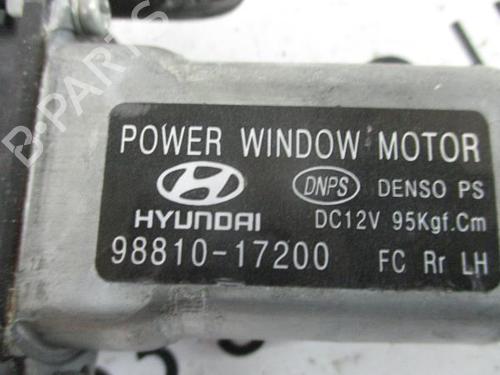 POWER WINDOW MOTOR
DNPS DENSO PS
HYUNDAI DC12V 95Kgf.Cm
98810-17200 FC Rr LH
B-PARTS